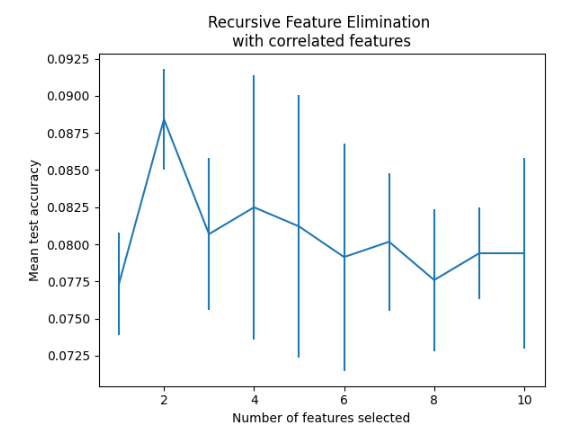 Recursive Feature Elimination
with correlated features
0.0925
0.0900
0.0875
0.0850
0.0825
0.0800
0.0775
0.0750
0.0725
Mean test accuracy
2 4 6 8 10
Number of features selected